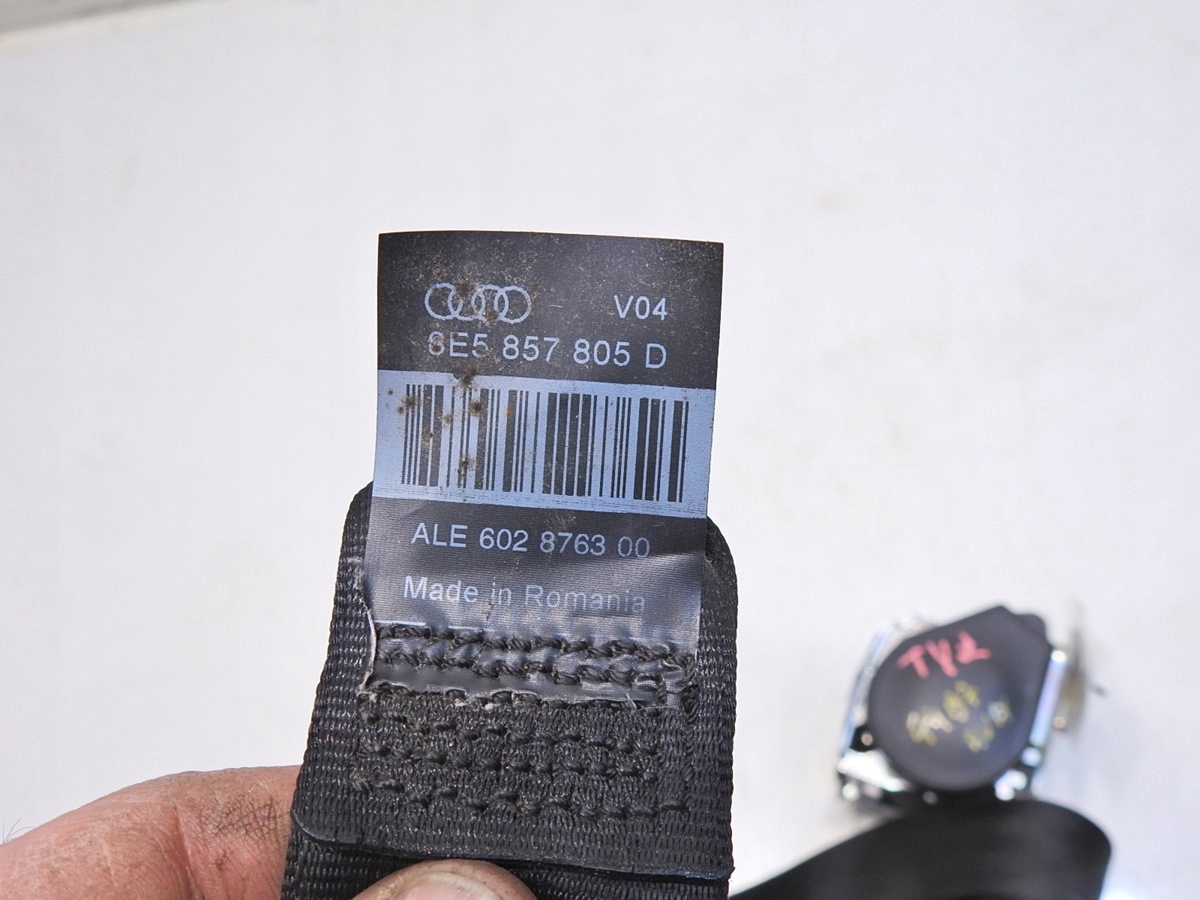 V04
8E5 857 805 D
ALE 602 8763 00
Made in Romania